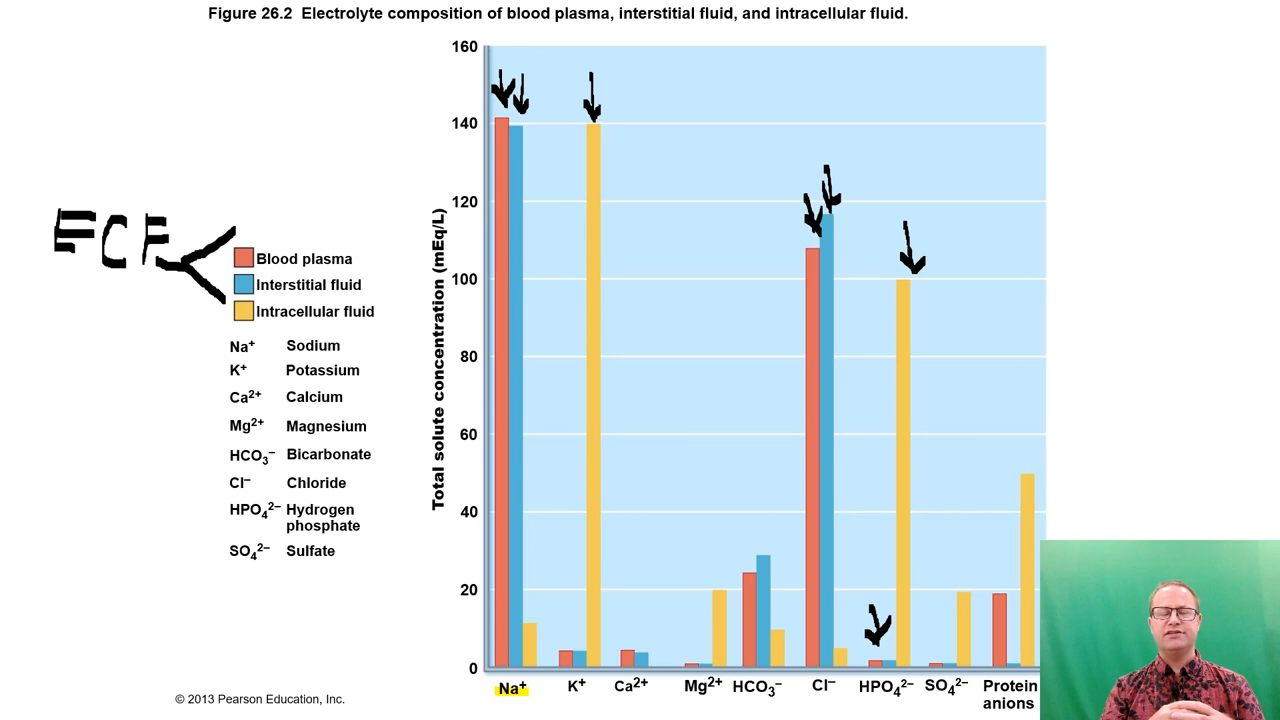 Figure 26.2 Electrolyte composition of blood plasma, interstitial fluid, and intracellular fluid.
ECF
Blood plasma
Interstitial fluid
Intracellular fluid
Na⁺ Sodium
K⁺ Potassium
Ca²⁺ Calcium
Mg²⁺ Magnesium
HCO₃⁻ Bicarbonate
Cl⁻ Chloride
HPO₄²⁻ Hydrogen
phosphate
SO₄²⁻ Sulfate
Total solute concentration (mEq/L)
160
140
120
100
80
60
40
20
0
Na⁺ K⁺ Ca²⁺ Mg²⁺ HCO₃⁻ Cl⁻ HPO₄²⁻ SO₄²⁻ Protein
anions
© 2013 Pearson Education, Inc.